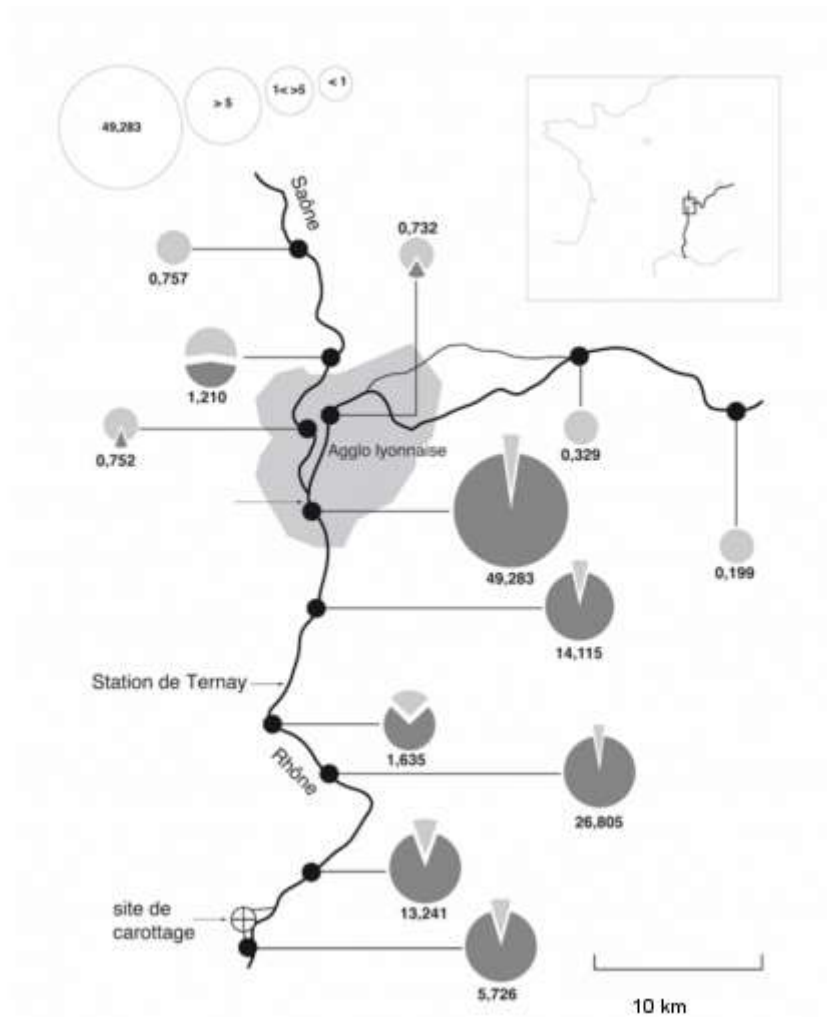 49,283
≥ 5
1< >5
< 1
Saône
0,732
0,757
1,210
Agglo lyonnaise
0,752
0,329
0,199
49,283
14,115
Station de Ternay
1,635
Rhône
26,805
13,241
site de
carottage
5,726
10 km